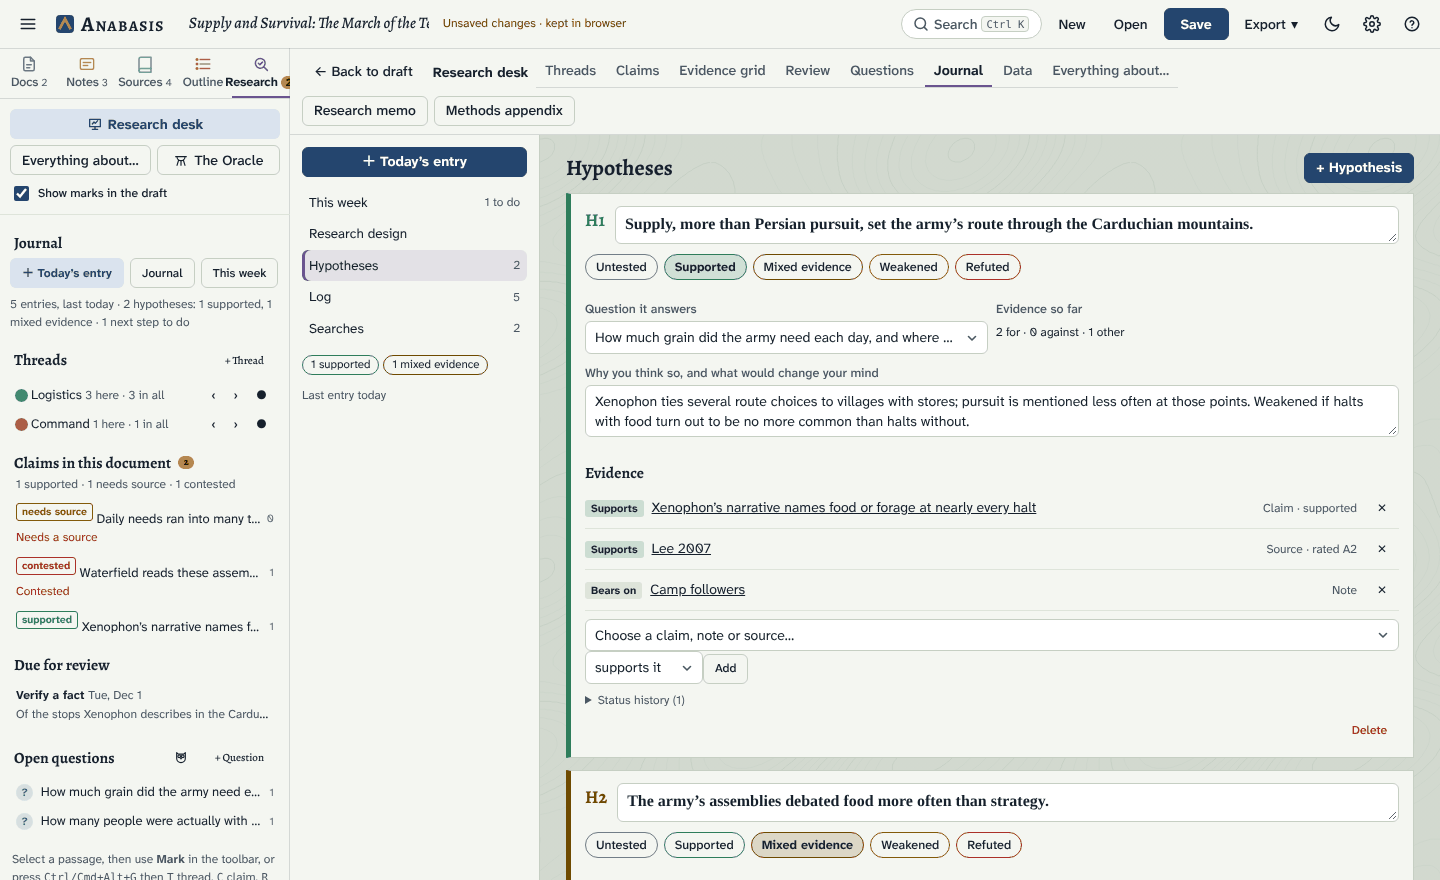 ANABASIS
Supply and Survival: The March of the Te
Unsaved changes · kept in browser
Search Ctrl K
New
Open
Save
Export ▾
Docs 2
Notes 3
Sources 4
Outline
Research 2
← Back to draft
Research desk
Threads
Claims
Evidence grid
Review
Questions
Journal
Data
Everything about...
Research memo
Methods appendix
Research desk
Everything about...
The Oracle
Show marks in the draft
Journal
+ Today's entry
Journal
This week
5 entries, last today · 2 hypotheses: 1 supported, 1
mixed evidence · 1 next step to do
Threads
+ Thread
Logistics 3 here · 3 in all ‹ ›
Command 1 here · 1 in all ‹ ›
Claims in this document 2
1 supported · 1 needs source · 1 contested
needs source Daily needs ran into many t... 0
Needs a source
contested Waterfield reads these assem... 1
Contested
supported Xenophon's narrative names f... 1
Due for review
Verify a fact Tue, Dec 1
Of the stops Xenophon describes in the Cardu...
Open questions
+ Question
? How much grain did the army need e... 1
? How many people were actually with ... 1
Select a passage, then use Mark in the toolbar, or
press Ctrl/Cmd+Alt+G then T thread, C claim, R
+ Today's entry
This week 1 to do
Research design
Hypotheses 2
Log 5
Searches 2
1 supported
1 mixed evidence
Last entry today
Hypotheses
+ Hypothesis
H1
Supply, more than Persian pursuit, set the army's route through the Carduchian mountains.
Untested
Supported
Mixed evidence
Weakened
Refuted
Question it answers
How much grain did the army need each day, and where ...
Evidence so far
2 for · 0 against · 1 other
Why you think so, and what would change your mind
Xenophon ties several route choices to villages with stores; pursuit is mentioned less often at those points. Weakened if halts
with food turn out to be no more common than halts without.
Evidence
Supports Xenophon's narrative names food or forage at nearly every halt Claim · supported ×
Supports Lee 2007 Source · rated A2 ×
Bears on Camp followers Note ×
Choose a claim, note or source...
supports it
Add
Status history (1)
Delete
H2
The army's assemblies debated food more often than strategy.
Untested
Supported
Mixed evidence
Weakened
Refuted